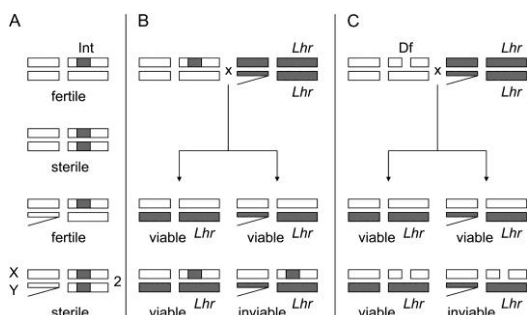 A
Int
fertile
sterile
fertile
X
Y
2
sterile
B
Lhr
x
Lhr
viable
Lhr
viable
Lhr
viable
Lhr
inviable
Lhr
C
Df
Lhr
x
Lhr
viable
Lhr
viable
Lhr
viable
Lhr
inviable
Lhr